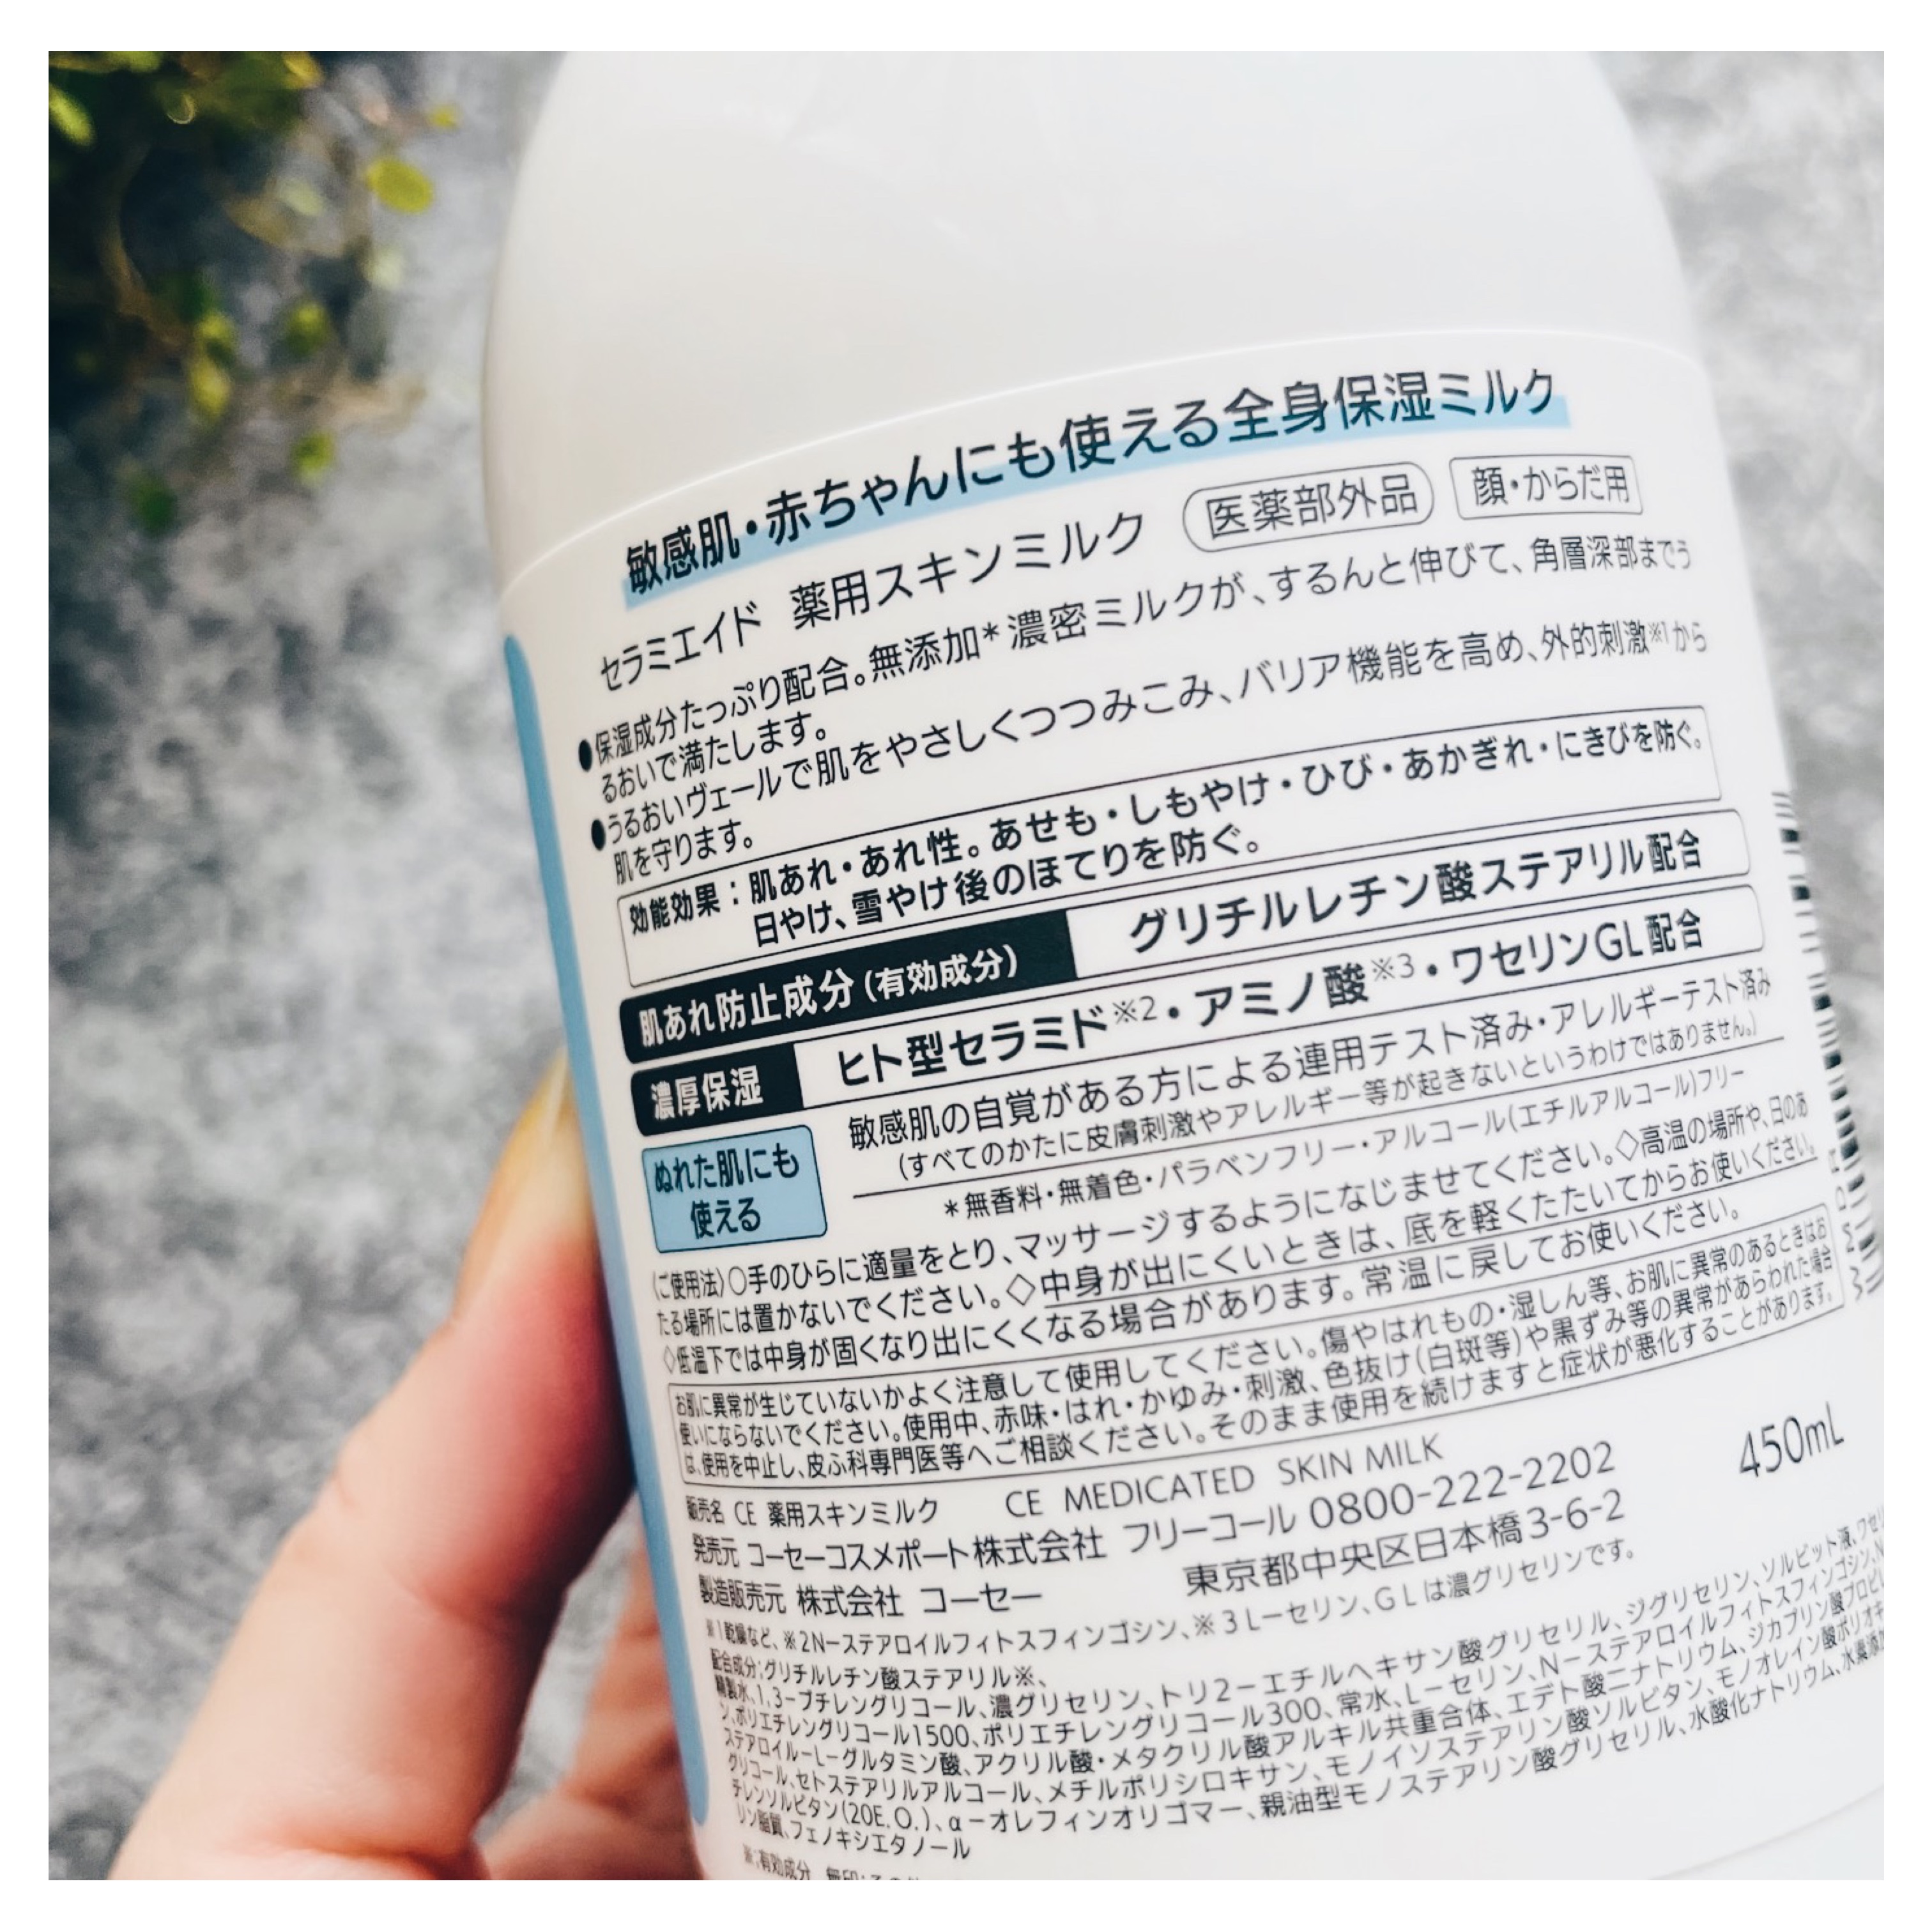 敏感肌・赤ちゃんにも使える全身保湿ミルク
セラミエイド 薬用スキンミルク 医薬部外品 顔・からだ用
●保湿成分たっぷり配合。無添加*濃密ミルクが、するんと伸びて、角層深部までう
るおいで満たします。
●うるおいヴェールで肌をやさしくつつみこみ、バリア機能を高め、外的刺激※1から
肌を守ります。
効能効果：肌あれ・あれ性。あせも・しもやけ・ひび・あかぎれ・にきびを防ぐ。
日やけ、雪やけ後のほてりを防ぐ。
肌あれ防止成分(有効成分) グリチルレチン酸ステアリル配合
濃厚保湿 ヒト型セラミド※2・アミノ酸※3・ワセリンGL配合
ぬれた肌にも
使える
敏感肌の自覚がある方による連用テスト済み・アレルギーテスト済み
(すべてのかたに皮膚刺激やアレルギー等が起きないというわけではありません。)
*無香料・無着色・パラベンフリー・アルコール(エチルアルコール)フリー
〈ご使用法〉○手のひらに適量をとり、マッサージするようになじませてください。◇高温の場所や、日のあ
たる場所には置かないでください。◇中身が出にくいときは、底を軽くたたいてからお使いください。
◇低温下では中身が固くなり出にくくなる場合があります。常温に戻してお使いください。
お肌に異常が生じていないかよく注意して使用してください。傷やはれもの・湿しん等、お肌に異常のあるときはお
使いにならないでください。使用中、赤味・はれ・かゆみ・刺激、色抜け(白斑等)や黒ずみ等の異常があらわれた場合
は、使用を中止し、皮ふ科専門医等へご相談ください。そのまま使用を続けますと症状が悪化することがあります。
販売名 CE 薬用スキンミルク CE MEDICATED SKIN MILK 450mL
発売元 コーセーコスメポート株式会社 フリーコール 0800-222-2202
製造販売元 株式会社 コーセー 東京都中央区日本橋3-6-2
※1乾燥など、※2N－ステアロイルフィトスフィンゴシン、※3L－セリン、GLは濃グリセリンです。
配合成分:グリチルレチン酸ステアリル※、
精製水、1,3-ブチレングリコール、濃グリセリン、トリ2－エチルヘキサン酸グリセリル、ジグリセリン、ソルビット液、ワセリ
ン、ポリエチレングリコール1500、ポリエチレングリコール300、常水、L－セリン、N－ステアロイルフィトスフィンゴシン、N
ステアロイル－L－グルタミン酸、アクリル酸・メタクリル酸アルキル共重合体、エデト酸二ナトリウム、ジカプリン酸プロピレ
グリコール、セトステアリルアルコール、メチルポリシロキサン、モノイソステアリン酸ソルビタン、モノオレイン酸ポリオキ
チレンソルビタン(20E.O.)、α－オレフィンオリゴマー、親油型モノステアリン酸グリセリル、水酸化ナトリウム、水素添加
リン脂質、フェノキシエタノール
※:有効成分